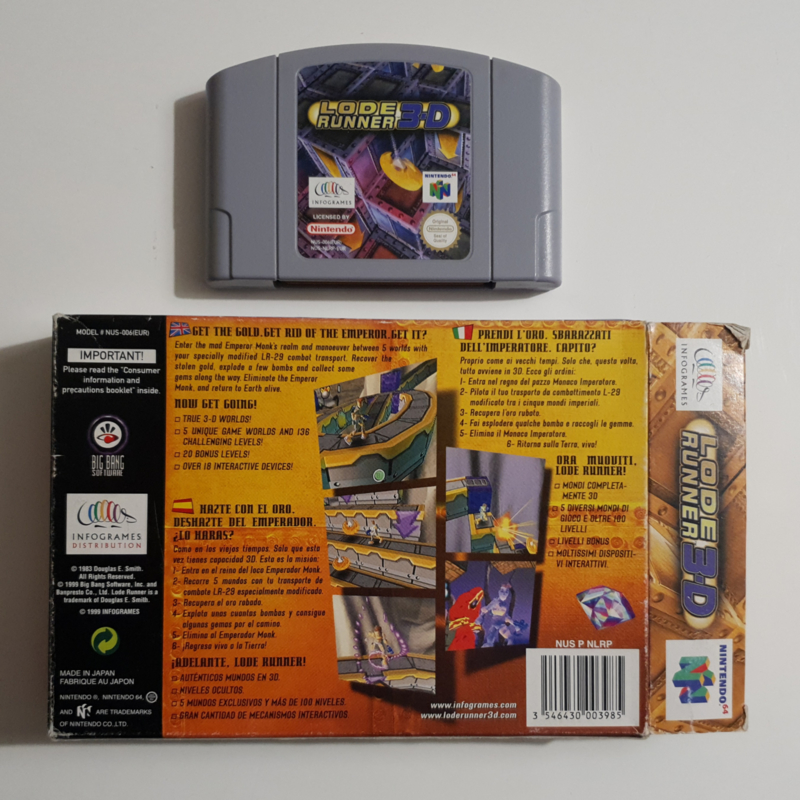 LODE
RUNNER 3-D
INFOGRAMES
NINTENDO 64
LICENSED BY
Nintendo
Original
Nintendo
Seal of
Quality
NUS-006(EUR)
MODEL # NUS-006(EUR)
IMPORTANT!
Please read the "Consumer
information and
precautions booklet" inside.
BIG BANG
SOFTWARE
INFOGRAMES
DISTRIBUTION
© 1983 Douglas E. Smith.
All Rights Reserved.
© 1999 Big Bang Software, Inc. and
Banpresto Co., Ltd. Lode Runner is a
trademark of Douglas E. Smith.
© 1999 INFOGRAMES
MADE IN JAPAN
FABRIQUE AU JAPON
NINTENDO ®, NINTENDO 64,
AND ARE TRADEMARKS
OF NINTENDO CO.,LTD.
GET THE GOLD. GET RID OF THE EMPEROR. GET IT?
Enter the mad Emperor Monk's realm and manoeuver between 5 worlds with
your specially modified LR-29 combat transport. Recover the
stolen gold, explode a few bombs and collect some
gems along the way. Eliminate the Emperor
Monk, and return to Earth alive.
NOW GET GOING!
□ TRUE 3-D WORLDS!
□ 5 UNIQUE GAME WORLDS AND 136
CHALLENGING LEVELS!
□ 20 BONUS LEVELS!
□ OVER 18 INTERACTIVE DEVICES!
HAZTE CON EL ORO.
DESHAZTE DEL EMPERADOR.
¿LO HARAS?
Como en los viejos tiempos. Sólo que esta
vez tienes capacidad 3D. Esta es la misión:
1- Entra en el reino del loco Emperador Monk.
2- Recorre 5 mundos con tu transporte de
combate LR-29 especialmente modificado.
3- Recupera el oro robado.
4- Explota unas cuantas bombas y consigue
algunas gemas por el camino.
5- Elimina al Emperador Monk.
6- ¡Regresa vivo a la Tierra!
¡ADELANTE, LODE RUNNER!
□ AUTÉNTICOS MUNDOS EN 3D.
□ NIVELES OCULTOS.
□ 5 MUNDOS EXCLUSIVOS Y MÁS DE 100 NIVELES.
□ GRAN CANTIDAD DE MECANISMOS INTERACTIVOS.
PRENDI L'ORO. SBARAZZATI
DELL'IMPERATORE. CAPITO?
Proprio come ai vecchi tempi. Solo che, questa volta,
tutto avviene in 3D. Ecco gli ordini:
1- Entra nel regno del pazzo Monaco Imperatore.
2- Pilota il tuo trasporto da combattimento L-29
modificato tra i cinque mondi imperiali.
3- Recupera l'oro rubato.
4- Fai esplodere qualche bomba e raccogli le gemme.
5- Elimina il Monaco Imperatore.
6- Ritorna sulla Terra, vivo!
ORA MUOVITI,
LODE RUNNER!
□ MONDI COMPLETA-
MENTE 3D
□ 5 DIVERSI MONDI DI
GIOCO E OLTRE 100
LIVELLI
□ LIVELLI BONUS
□ MOLTISSIMI DISPOSITI-
VI INTERATTIVI.
NUS P NLRP
3 546430 003985
www.infogrames.com
www.loderunner3d.com
INFOGRAMES
LODE
RUNNER 3-D
NINTENDO 64